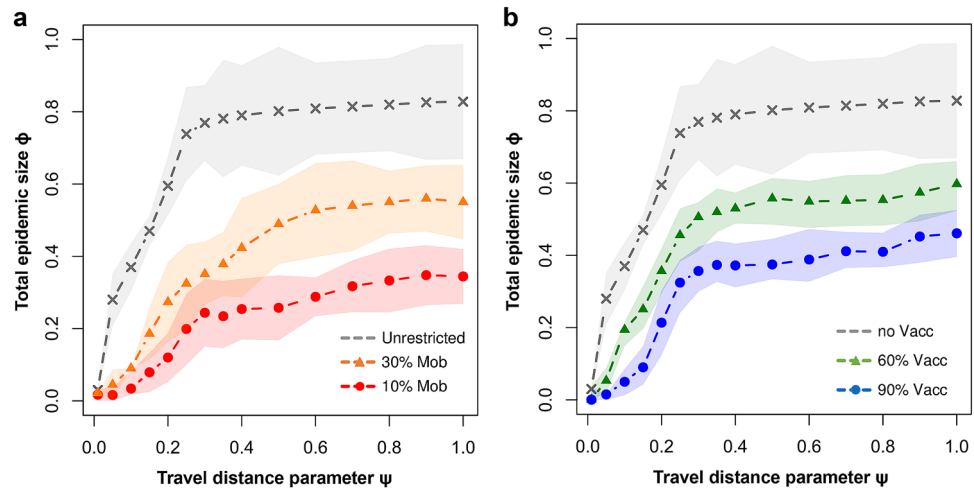 a
Total epidemic size ϕ
1.0
0.8
0.6
0.4
0.2
0.0
Unrestricted
30% Mob
10% Mob
0.0 0.2 0.4 0.6 0.8 1.0
Travel distance parameter ψ
b
Total epidemic size ϕ
1.0
0.8
0.6
0.4
0.2
0.0
no Vacc
60% Vacc
90% Vacc
0.0 0.2 0.4 0.6 0.8 1.0
Travel distance parameter ψ